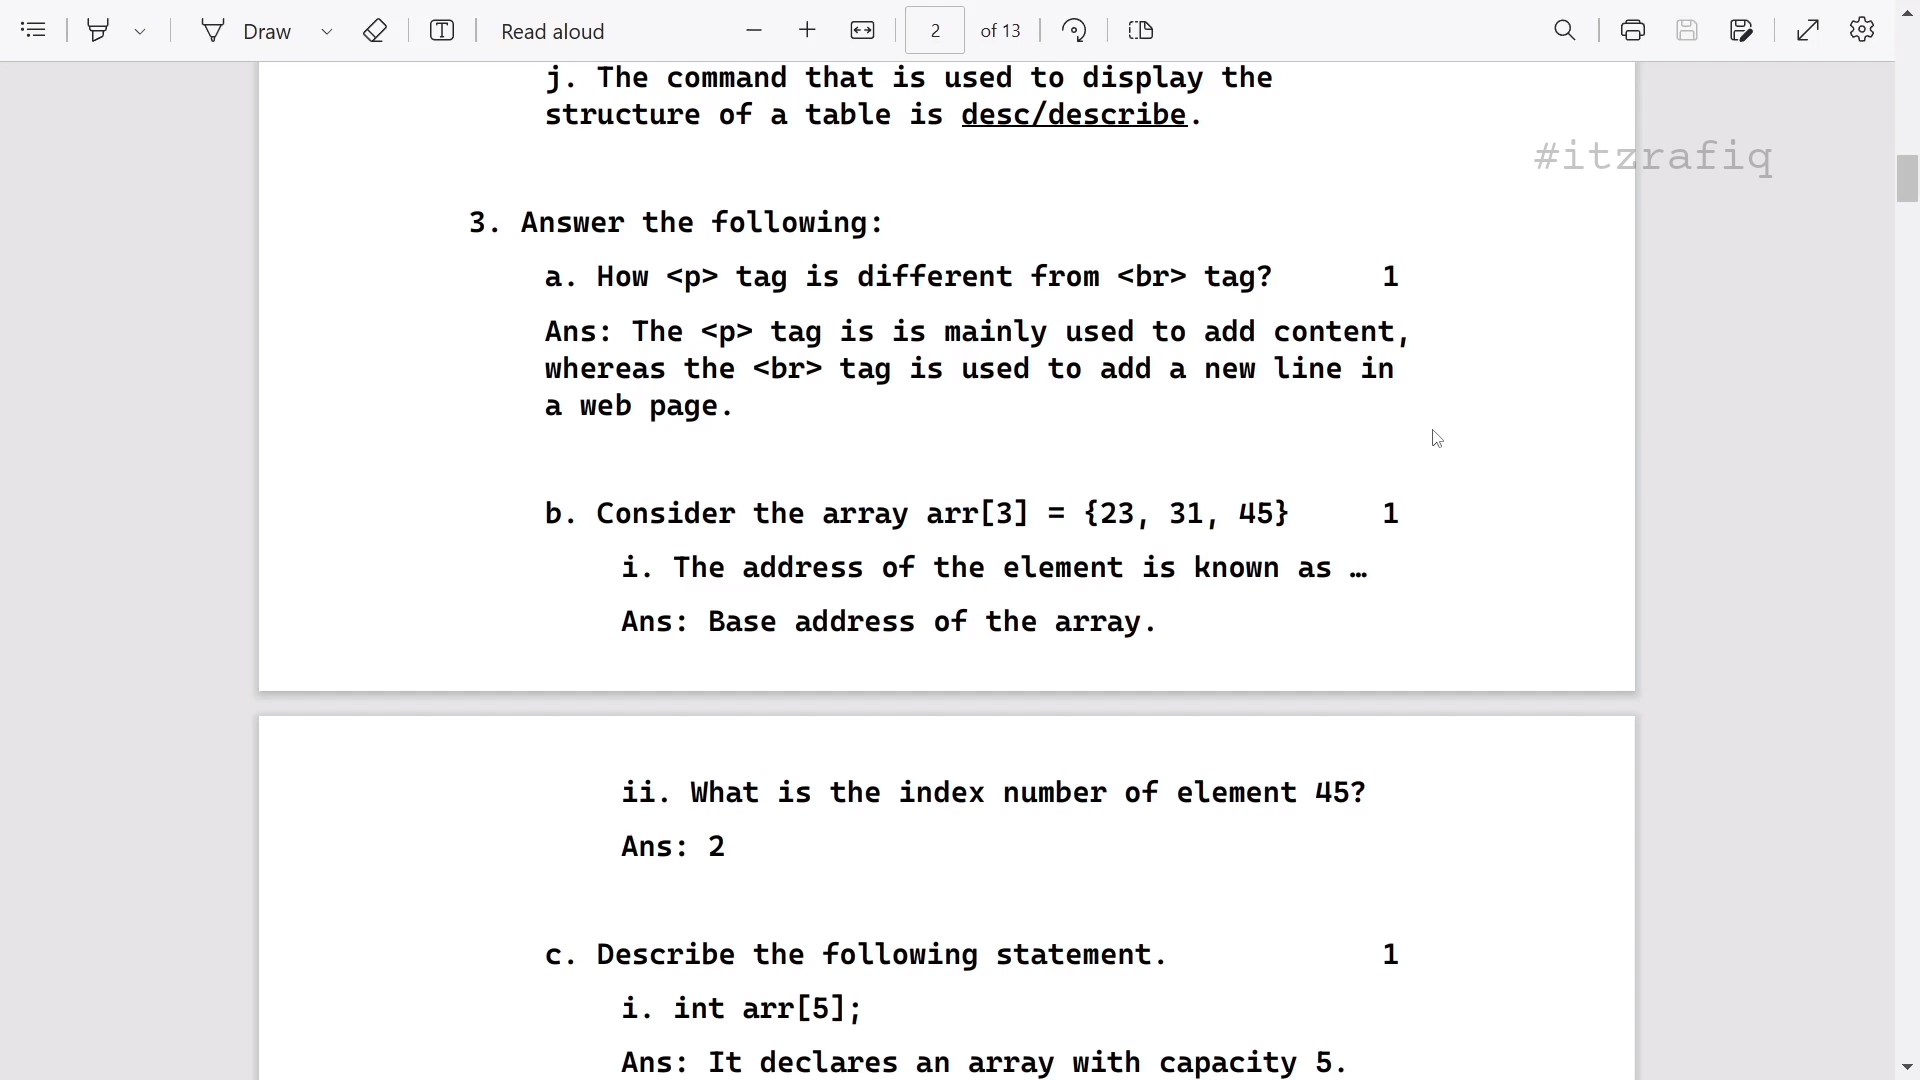 Draw
Read aloud
2 of 13
j. The command that is used to display the
structure of a table is desc/describe.
#itzrafiq
3. Answer the following:
a. How <p> tag is different from <br> tag? 1
Ans: The <p> tag is is mainly used to add content,
whereas the <br> tag is used to add a new line in
a web page.
b. Consider the array arr[3] = {23, 31, 45} 1
i. The address of the element is known as …
Ans: Base address of the array.
ii. What is the index number of element 45?
Ans: 2
c. Describe the following statement. 1
i. int arr[5];
Ans: It declares an array with capacity 5.